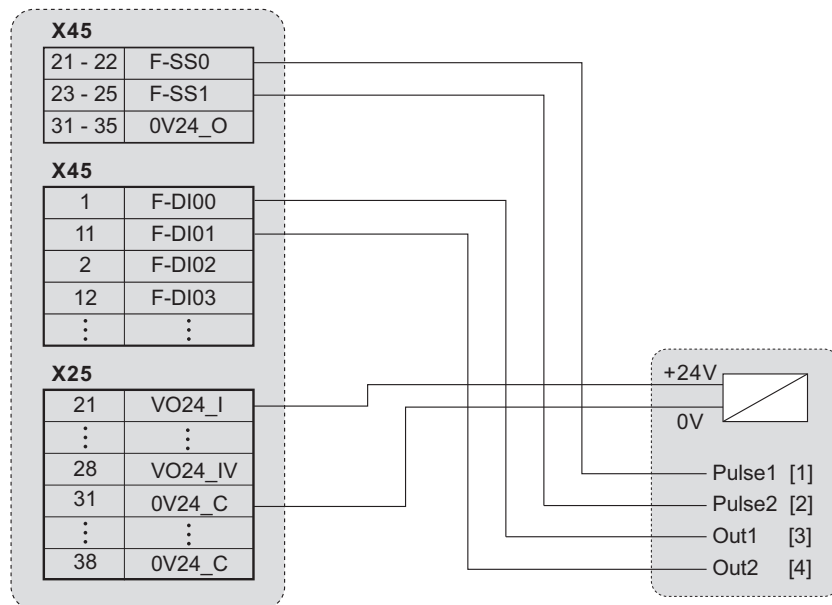 X45
21 - 22 F-SS0
23 - 25 F-SS1
31 - 35 0V24_O
X45
1 F-DI00
11 F-DI01
2 F-DI02
12 F-DI03
⋮ ⋮
X25
21 VO24_I
⋮ ⋮
28 VO24_IV
31 0V24_C
⋮ ⋮
38 0V24_C
+24V
0V
Pulse1 [1]
Pulse2 [2]
Out1 [3]
Out2 [4]